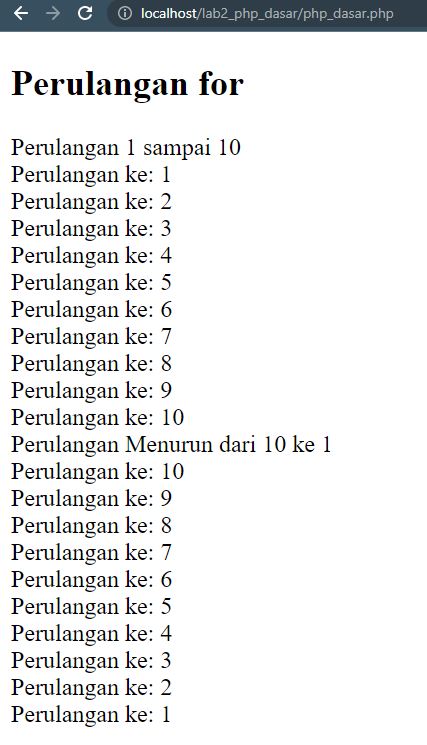 localhost/lab2_php_dasar/php_dasar.php
Perulangan for
Perulangan 1 sampai 10
Perulangan ke: 1
Perulangan ke: 2
Perulangan ke: 3
Perulangan ke: 4
Perulangan ke: 5
Perulangan ke: 6
Perulangan ke: 7
Perulangan ke: 8
Perulangan ke: 9
Perulangan ke: 10
Perulangan Menurun dari 10 ke 1
Perulangan ke: 10
Perulangan ke: 9
Perulangan ke: 8
Perulangan ke: 7
Perulangan ke: 6
Perulangan ke: 5
Perulangan ke: 4
Perulangan ke: 3
Perulangan ke: 2
Perulangan ke: 1